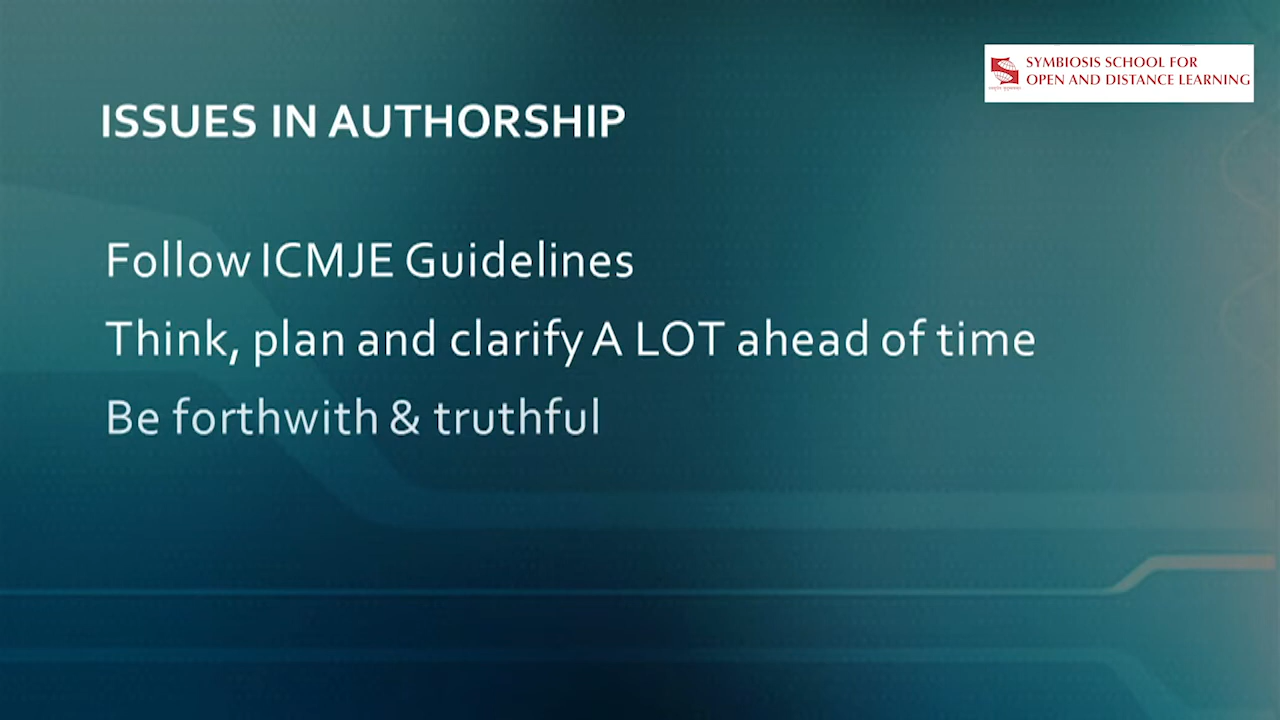 SYMBIOSIS SCHOOL FOR
OPEN AND DISTANCE LEARNING
ISSUES IN AUTHORSHIP
Follow ICMJE Guidelines
Think, plan and clarify A LOT ahead of time
Be forthwith & truthful